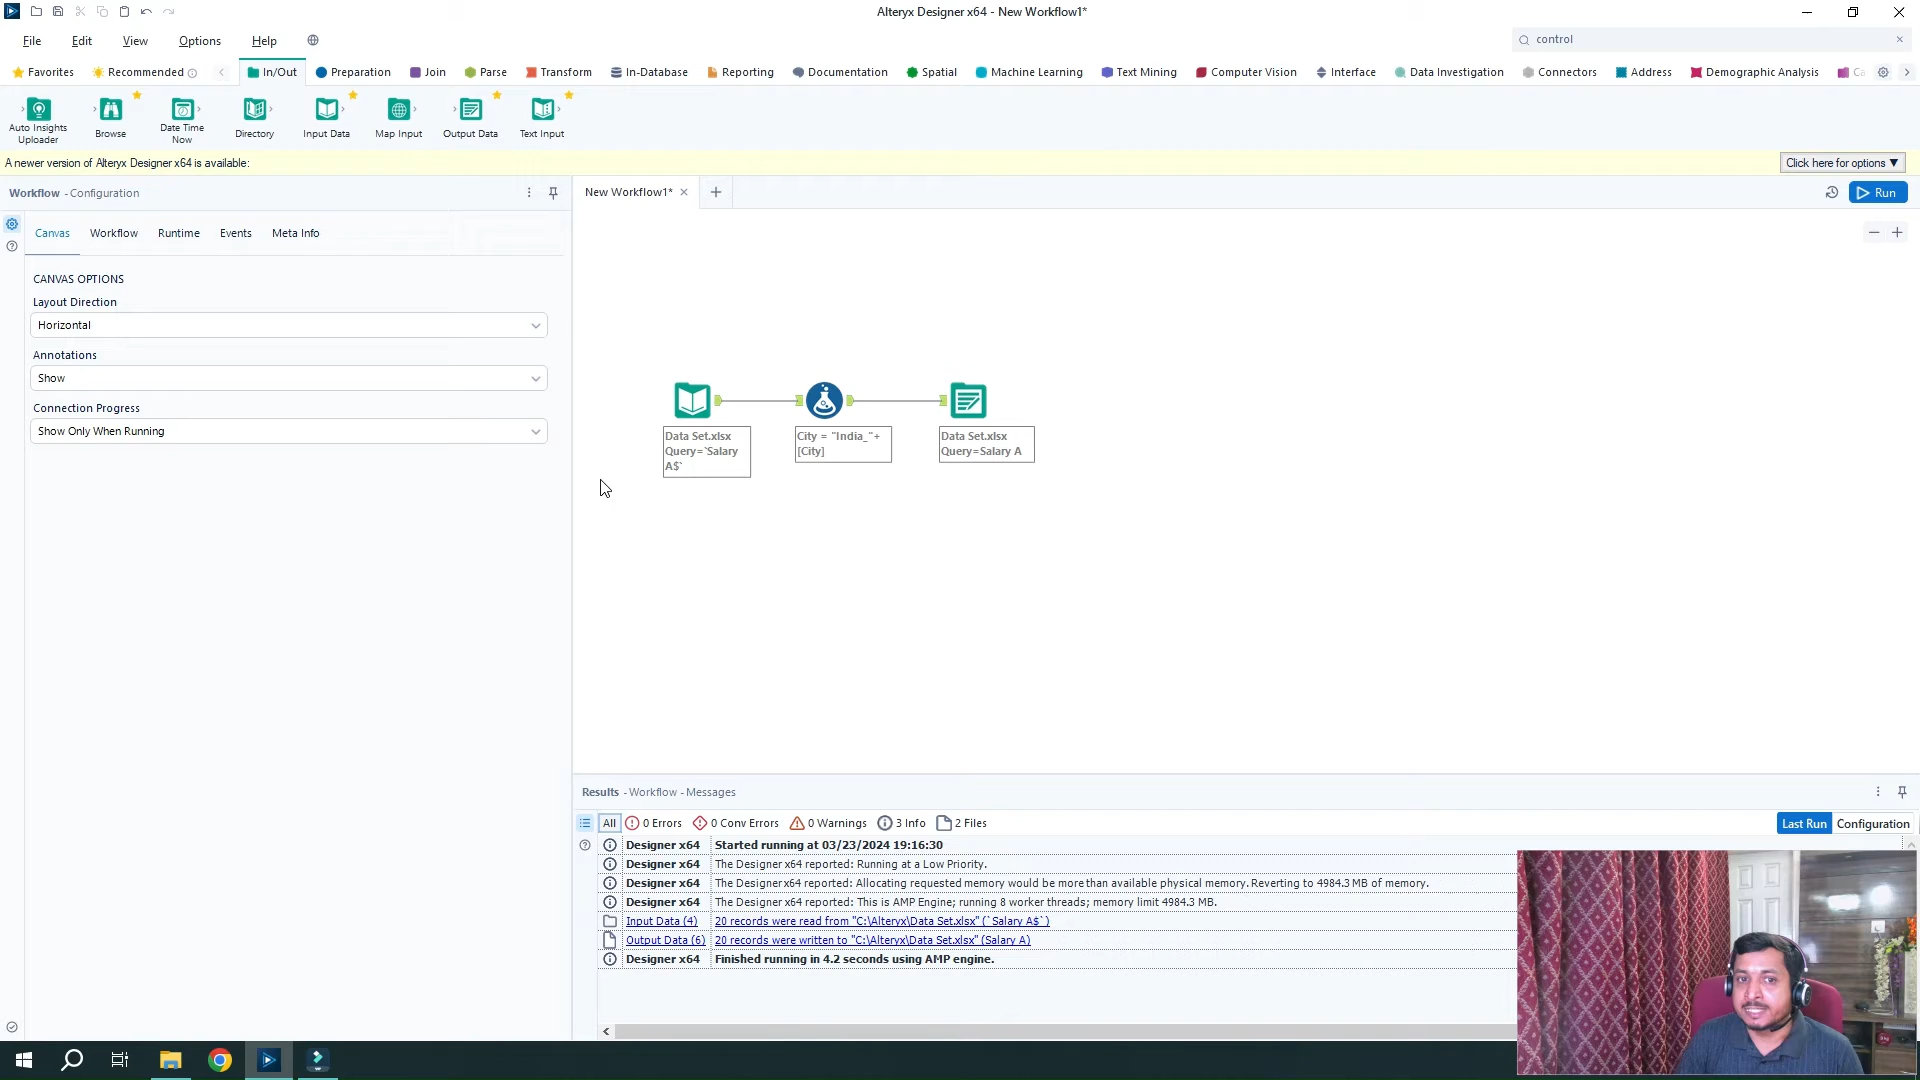 Alteryx Designer x64 - New Workflow1*
File Edit View Options Help
control
Favorites Recommended In/Out Preparation Join Parse Transform In-Database Reporting Documentation Spatial Machine Learning Text Mining Computer Vision Interface Data Investigation Connectors Address Demographic Analysis Ca
Auto Insights
Uploader
Browse
Date Time
Now
Directory
Input Data
Map Input
Output Data
Text Input
A newer version of Alteryx Designer x64 is available:
Click here for options ▼
Workflow - Configuration
New Workflow1*
Run
Canvas Workflow Runtime Events Meta Info
CANVAS OPTIONS
Layout Direction
Horizontal
Annotations
Show
Connection Progress
Show Only When Running
Data Set.xlsx
Query=`Salary
A$`
City = "India_"+
[City]
Data Set.xlsx
Query=Salary A
Results - Workflow - Messages
All 0 Errors 0 Conv Errors 0 Warnings 3 Info 2 Files
Last Run Configuration
Designer x64 Started running at 03/23/2024 19:16:30
Designer x64 The Designer x64 reported: Running at a Low Priority.
Designer x64 The Designer x64 reported: Allocating requested memory would be more than available physical memory. Reverting to 4984.3 MB of memory.
Designer x64 The Designer x64 reported: This is AMP Engine; running 8 worker threads; memory limit 4984.3 MB.
Input Data (4) 20 records were read from "C:\Alteryx\Data Set.xlsx" (`Salary A$`)
Output Data (6) 20 records were written to "C:\Alteryx\Data Set.xlsx" (Salary A)
Designer x64 Finished running in 4.2 seconds using AMP engine.